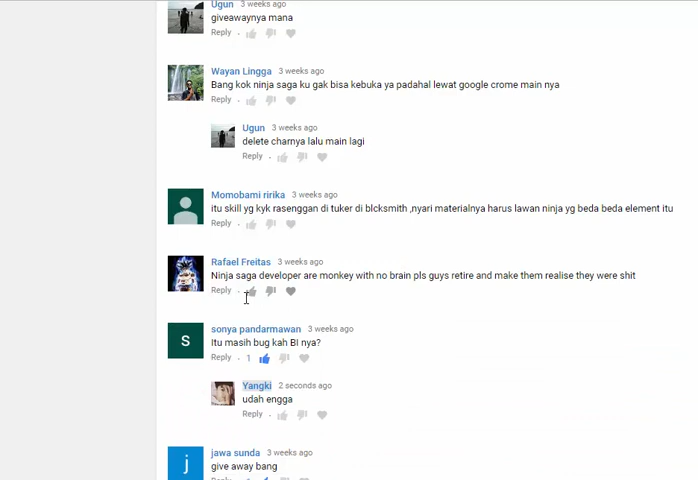 Ugun 3 weeks ago
giveawaynya mana
Reply
Wayan Lingga 3 weeks ago
Bang kok ninja saga ku gak bisa kebuka ya padahal lewat google crome main nya
Reply
Ugun 3 weeks ago
delete charnya lalu main lagi
Reply
Momobami ririka 3 weeks ago
itu skill yg kyk rasenggan di tuker di blcksmith ,nyari materialnya harus lawan ninja yg beda beda element itu
Reply
Rafael Freitas 3 weeks ago
Ninja saga developer are monkey with no brain pls guys retire and make them realise they were shit
Reply
S
sonya pandarmawan 3 weeks ago
Itu masih bug kah BI nya?
Reply · 1
Yangki 2 seconds ago
udah engga
Reply
j
jawa sunda 3 weeks ago
give away bang